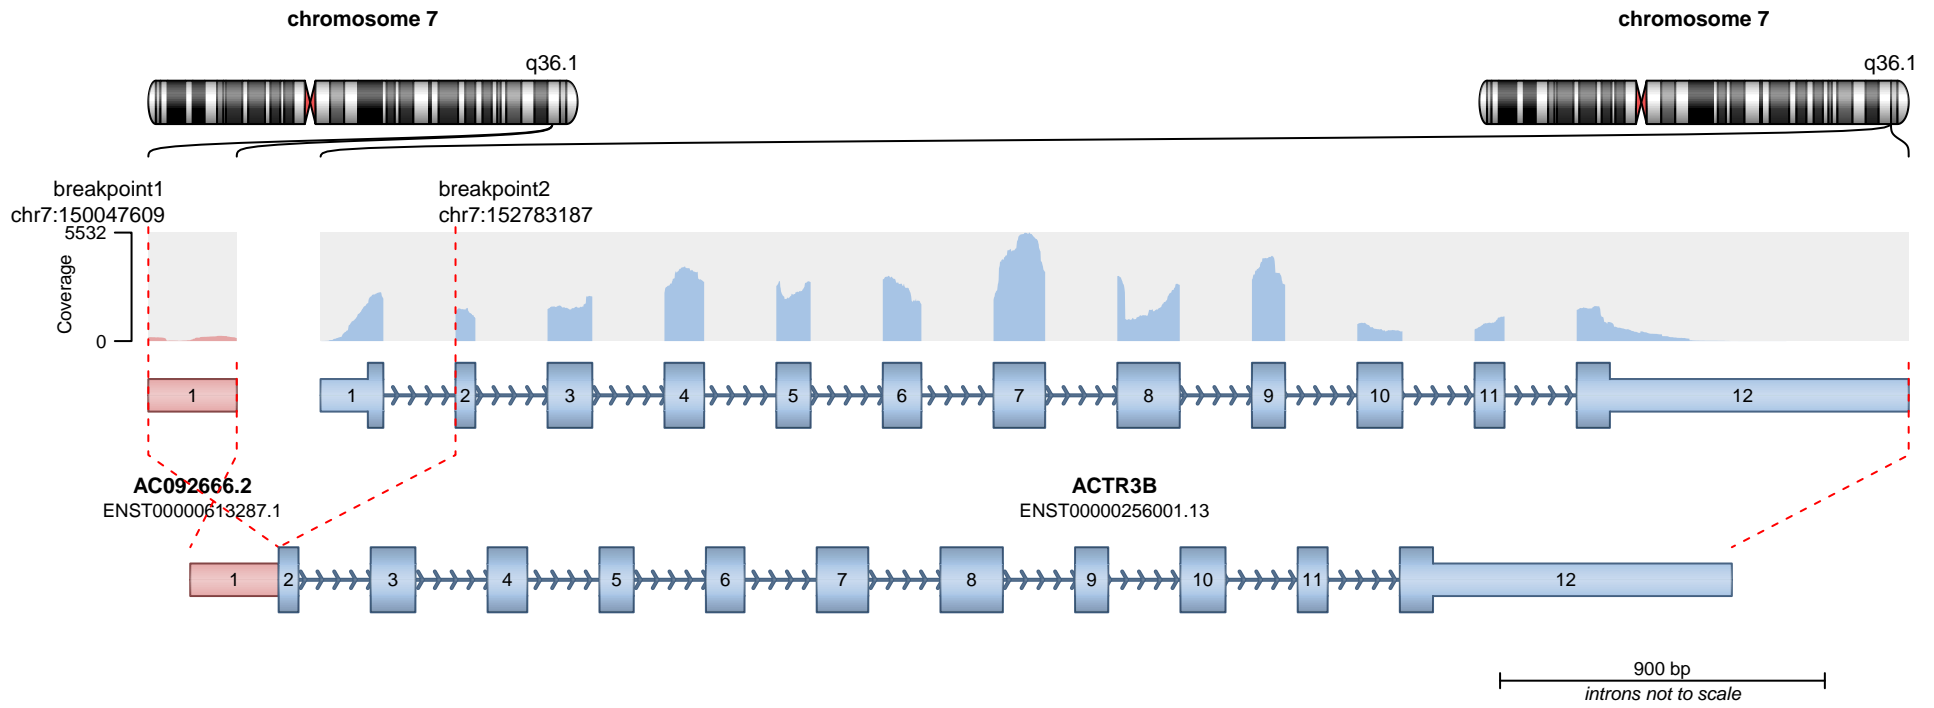 chromosome 7
chromosome 7
q36.1
q36.1
breakpoint1
chr7:150047609
breakpoint2
chr7:152783187
5532
Coverage
0
1
1 2 3 4 5 6 7 8 9 10 11 12
AC092666.2
ENST00000613287.1
ACTR3B
ENST00000256001.13
1 2 3 4 5 6 7 8 9 10 11 12
900 bp
introns not to scale